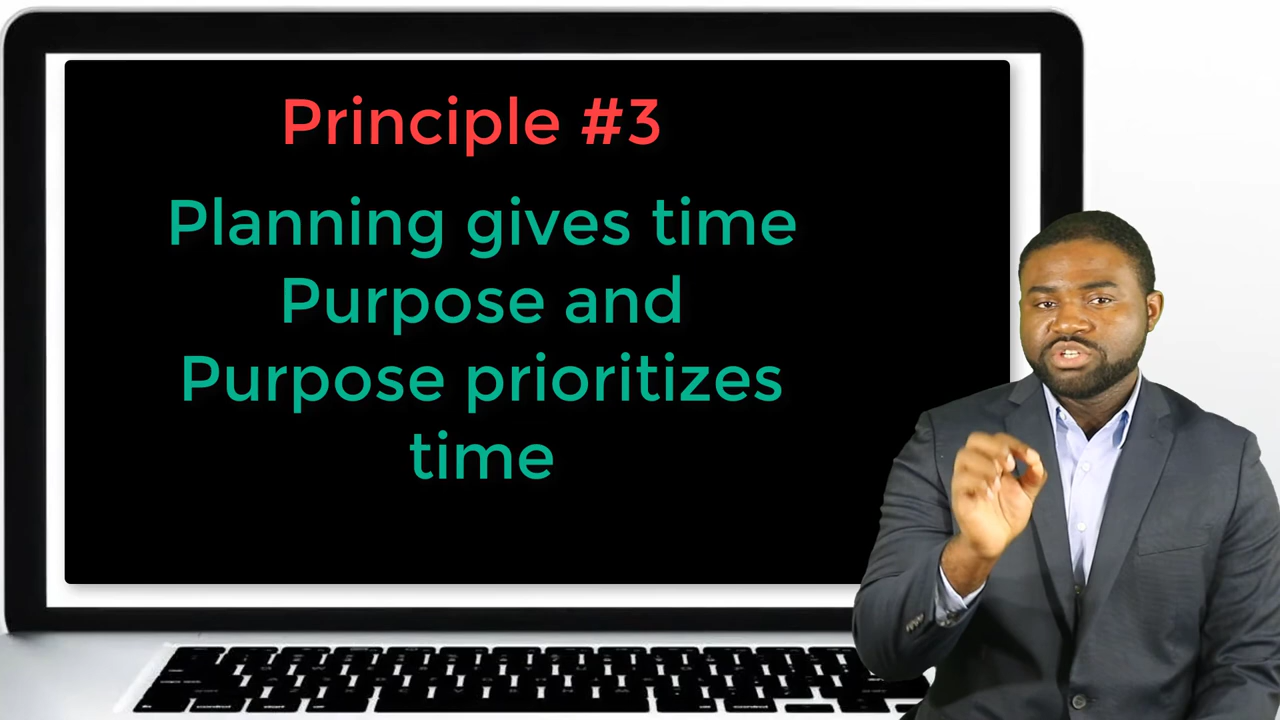 Principle #3
Planning gives time
Purpose and
Purpose prioritizes
time